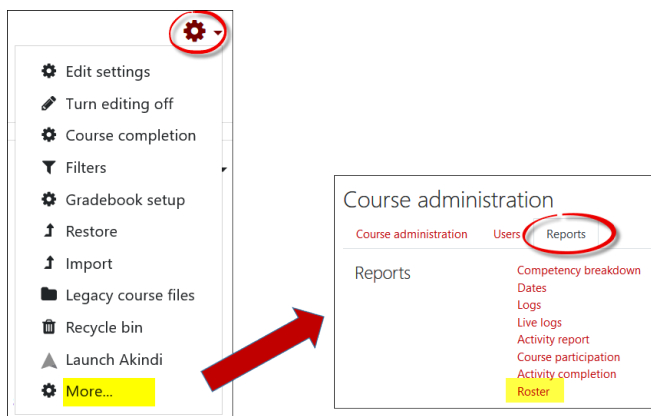 Edit settings
Turn editing off
Course completion
Filters
Gradebook setup
Restore
Import
Legacy course files
Recycle bin
Launch Akindi
More...
Course administration
Course administration Users Reports
Reports
Competency breakdown
Dates
Logs
Live logs
Activity report
Course participation
Activity completion
Roster